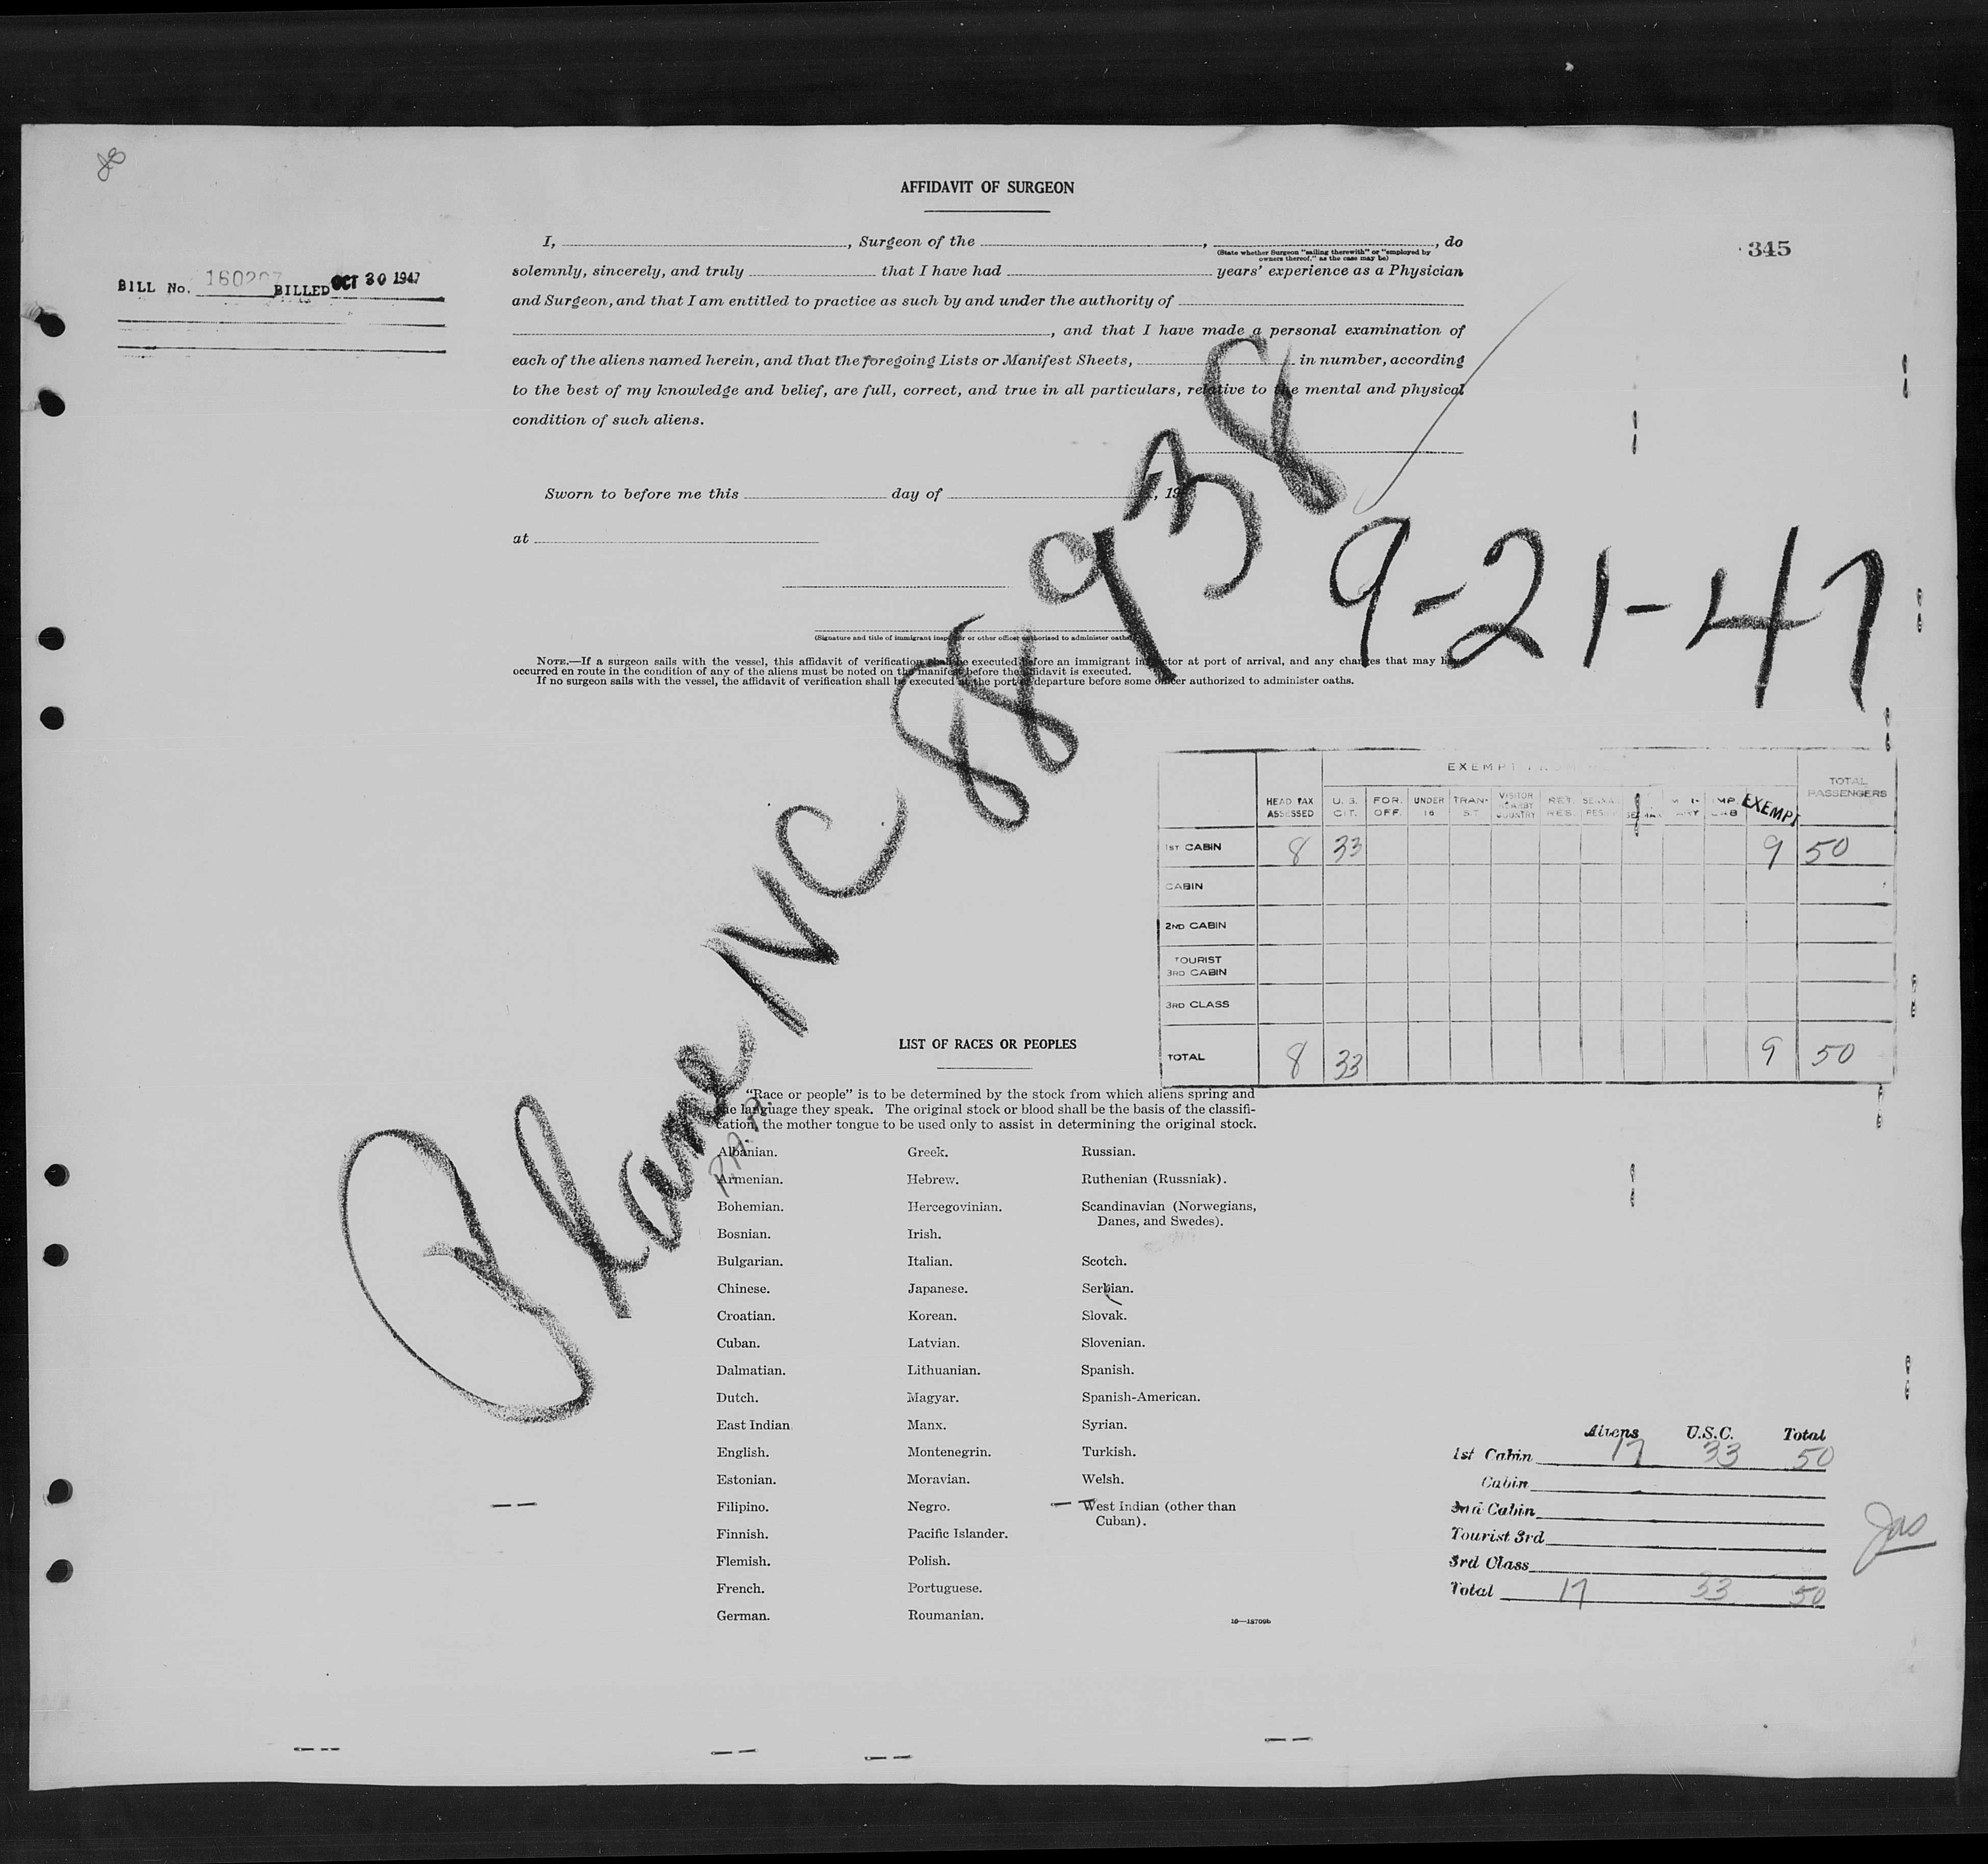 AFFIDAVIT OF SURGEON
345
I, , Surgeon of the , , do
(State whether Surgeon "sailing therewith" or "employed by
owners thereof," as the case may be)
BILL No. BILLED OCT 30 1947
solemnly, sincerely, and truly that I have had years' experience as a Physician
and Surgeon, and that I am entitled to practice as such by and under the authority of
, and that I have made a personal examination of
each of the aliens named herein, and that the foregoing Lists or Manifest Sheets, in number, according
to the best of my knowledge and belief, are full, correct, and true in all particulars, relative to the mental and physical
condition of such aliens.
Sworn to before me this day of , 19
at
(Signature and title of immigrant inspector or other officer authorized to administer oaths)
NOTE.—If a surgeon sails with the vessel, this affidavit of verification shall be executed before an immigrant inspector at port of arrival, and any changes that may have
occurred en route in the condition of any of the aliens must be noted on the manifest before the affidavit is executed.
If no surgeon sails with the vessel, the affidavit of verification shall be executed at the port of departure before some officer authorized to administer oaths.
Plane NC 88938
9-21-47
EXEMPT
TOTAL PASSENGERS
HEAD TAX ASSESSED U. S. CIT. FOR. OFF. UNDER 16 TRAN- SIT VISITOR NEARBY COUNTRY RET. RES. EXEMPT
1ST CABIN 8 33 9 50
CABIN
2ND CABIN
TOURIST
3RD CABIN
3RD CLASS
TOTAL 8 33 9 50
LIST OF RACES OR PEOPLES
"Race or people" is to be determined by the stock from which aliens spring and
the language they speak. The original stock or blood shall be the basis of the classifi-
cation, the mother tongue to be used only to assist in determining the original stock.
P.A.A.
Albanian. Greek. Russian.
Armenian. Hebrew. Ruthenian (Russniak).
Bohemian. Hercegovinian. Scandinavian (Norwegians,
Danes, and Swedes).
Bosnian. Irish.
Bulgarian. Italian. Scotch.
Chinese. Japanese. Serbian.
Croatian. Korean. Slovak.
Cuban. Latvian. Slovenian.
Dalmatian. Lithuanian. Spanish.
Dutch. Magyar. Spanish-American.
East Indian Manx. Syrian.
English. Montenegrin. Turkish.
Estonian. Moravian. Welsh.
Filipino. Negro. West Indian (other than
Cuban).
Finnish. Pacific Islander.
Flemish. Polish.
French. Portuguese.
German. Roumanian.
16—18709b
Aliens U.S.C. Total
1st Cabin 17 33 50
Cabin
2nd Cabin
Tourist 3rd
3rd Class
Total 17 33 50